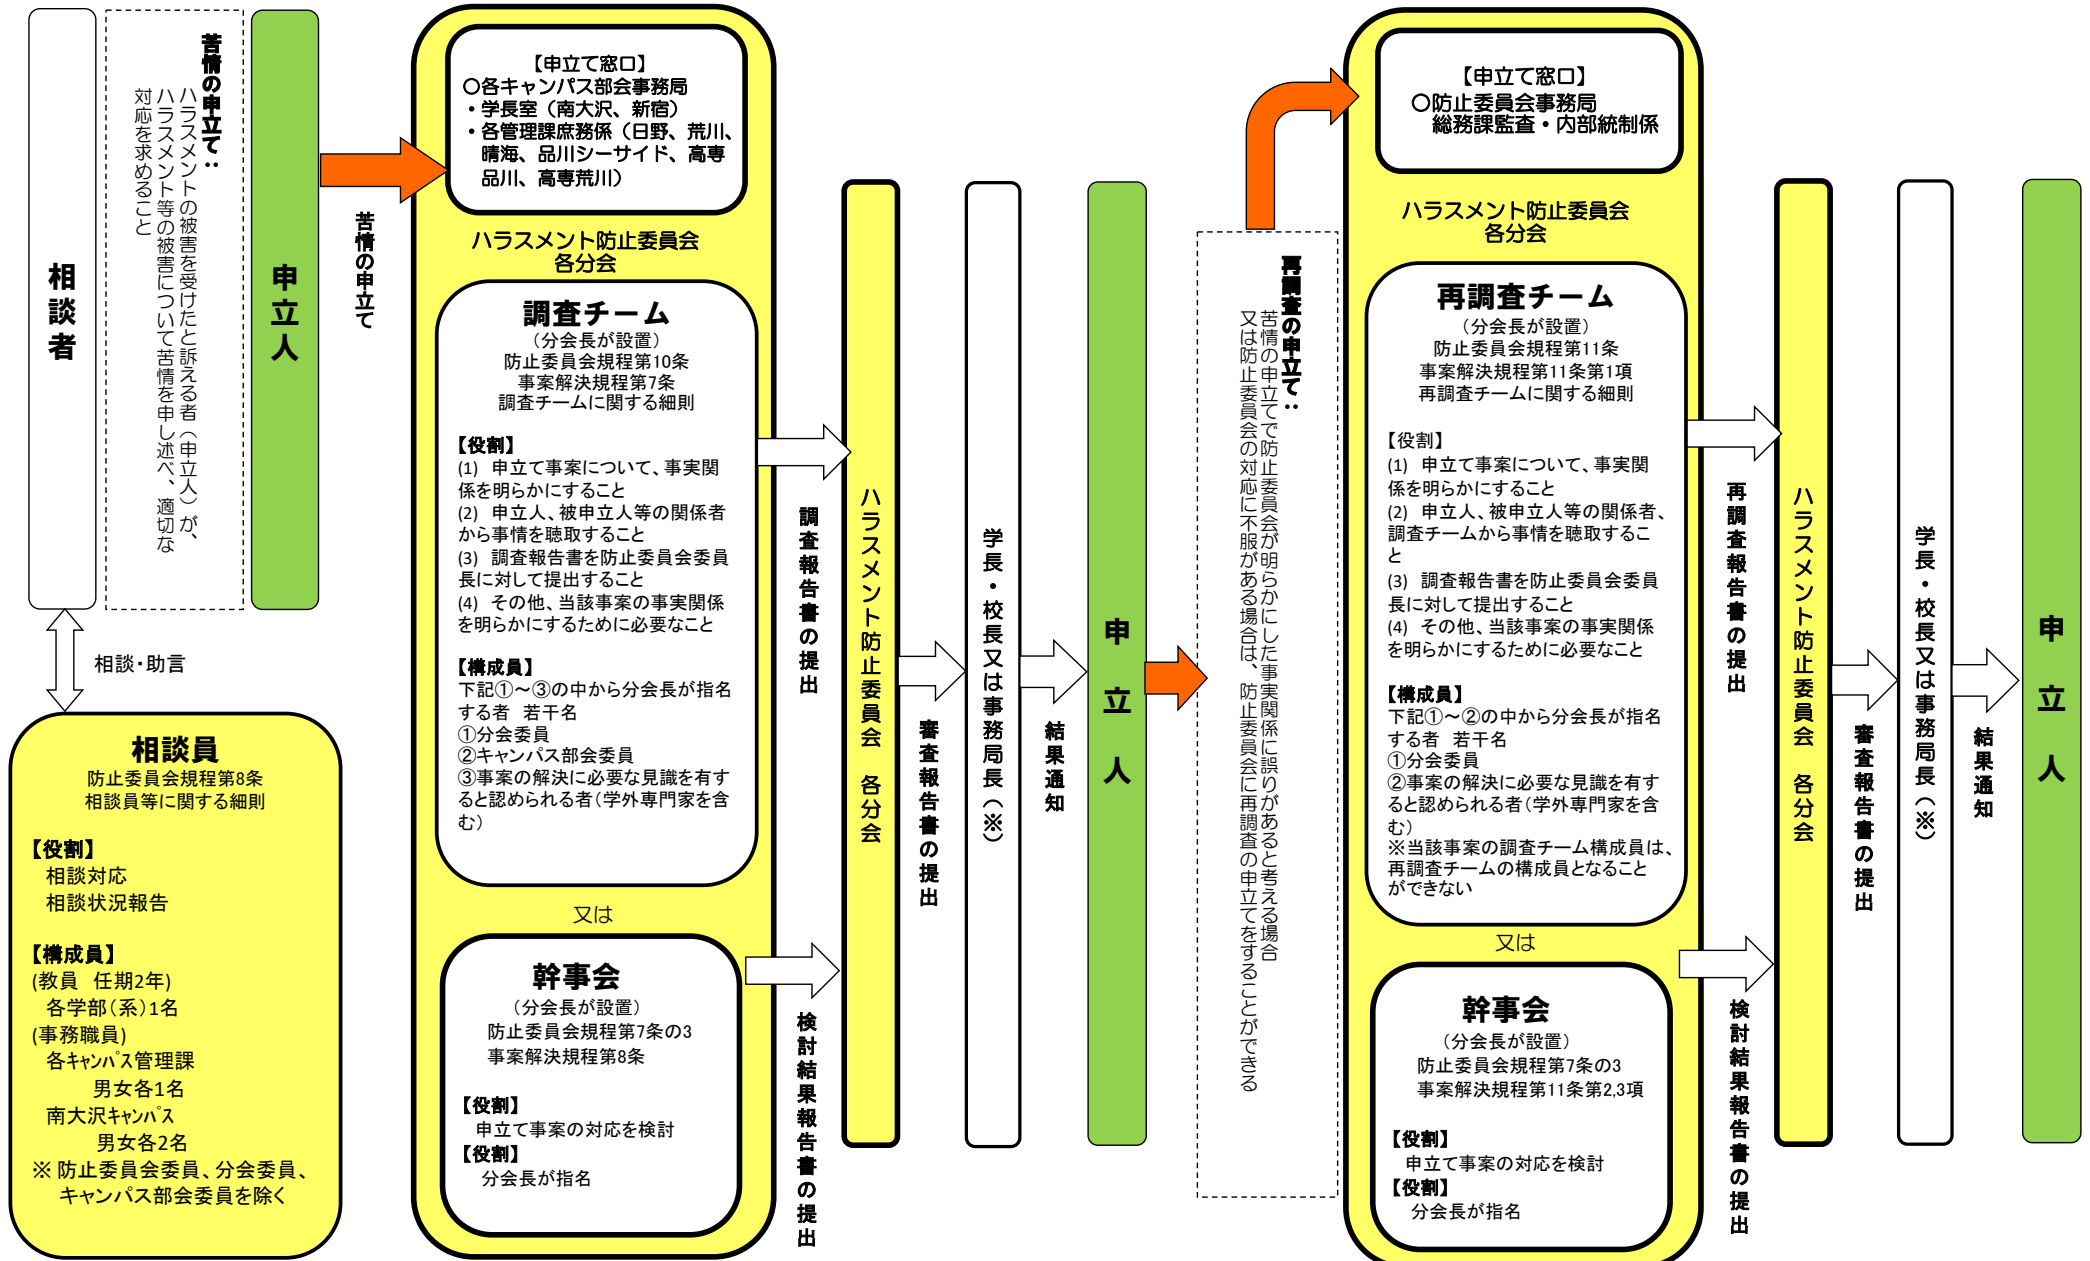 相談者
苦情の申立て：
ハラスメントの被害を受けたと訴える者（申立人）が、
ハラスメント等の被害について苦情を申し述べ、適切な
対応を求めること
申立人
苦情の申立て
相談・助言
相談員
防止委員会規程第8条
相談員等に関する細則
【役割】
相談対応
相談状況報告
【構成員】
(教員　任期2年)
各学部（系）1名
(事務職員)
各ｷｬﾝﾊﾟｽ管理課
男女各1名
南大沢ｷｬﾝﾊﾟｽ
男女各2名
※ 防止委員会委員、分会委員、
キャンパス部会委員を除く
【申立て窓口】
〇各キャンパス部会事務局
・学長室（南大沢、新宿）
・各管理課庶務係（日野、荒川、
晴海、品川シーサイド、高専
品川、高専荒川）
ハラスメント防止委員会
各分会
調査チーム
（分会長が設置）
防止委員会規程第10条
事案解決規程第7条
調査チームに関する細則
【役割】
(1)　申立て事案について、事実関
係を明らかにすること
(2)　申立人、被申立人等の関係者
から事情を聴取すること
(3)　調査報告書を防止委員会委員
長に対して提出すること
(4)　その他、当該事案の事実関係
を明らかにするために必要なこと
【構成員】
下記①～③の中から分会長が指名
する者　若干名
①分会委員
②キャンパス部会委員
③事案の解決に必要な見識を有す
ると認められる者（学外専門家を含
む）
又は
幹事会
（分会長が設置）
防止委員会規程第7条の3
事案解決規程第8条
【役割】
申立て事案の対応を検討
【役割】
分会長が指名
調査報告書の提出
検討結果報告書の提出
ハラスメント防止委員会　各分会
審査報告書の提出
学長・校長又は事務局長（※）
結果通知
申立人
再調査の申立て：
苦情の申立てで防止委員会が明らかにした事実関係に誤りがあると考える場合
又は防止委員会の対応に不服がある場合は、防止委員会に再調査の申立てをすることができる
【申立て窓口】
〇防止委員会事務局
総務課監査・内部統制係
ハラスメント防止委員会
各分会
再調査チーム
（分会長が設置）
防止委員会規程第11条
事案解決規程第11条第1項
再調査チームに関する細則
【役割】
(1)　申立て事案について、事実関
係を明らかにすること
(2)　申立人、被申立人等の関係者、
調査チームから事情を聴取するこ
と
(3)　調査報告書を防止委員会委員
長に対して提出すること
(4)　その他、当該事案の事実関係
を明らかにするために必要なこと
【構成員】
下記①～②の中から分会長が指名
する者　若干名
①分会委員
②事案の解決に必要な見識を有す
ると認められる者（学外専門家を含
む）
※当該事案の調査チーム構成員は、
再調査チームの構成員となること
ができない
又は
幹事会
（分会長が設置）
防止委員会規程第7条の3
事案解決規程第11条第2,3項
【役割】
申立て事案の対応を検討
【役割】
分会長が指名
再調査報告書の提出
検討結果報告書の提出
ハラスメント防止委員会　各分会
審査報告書の提出
学長・校長又は事務局長（※）
結果通知
申立人